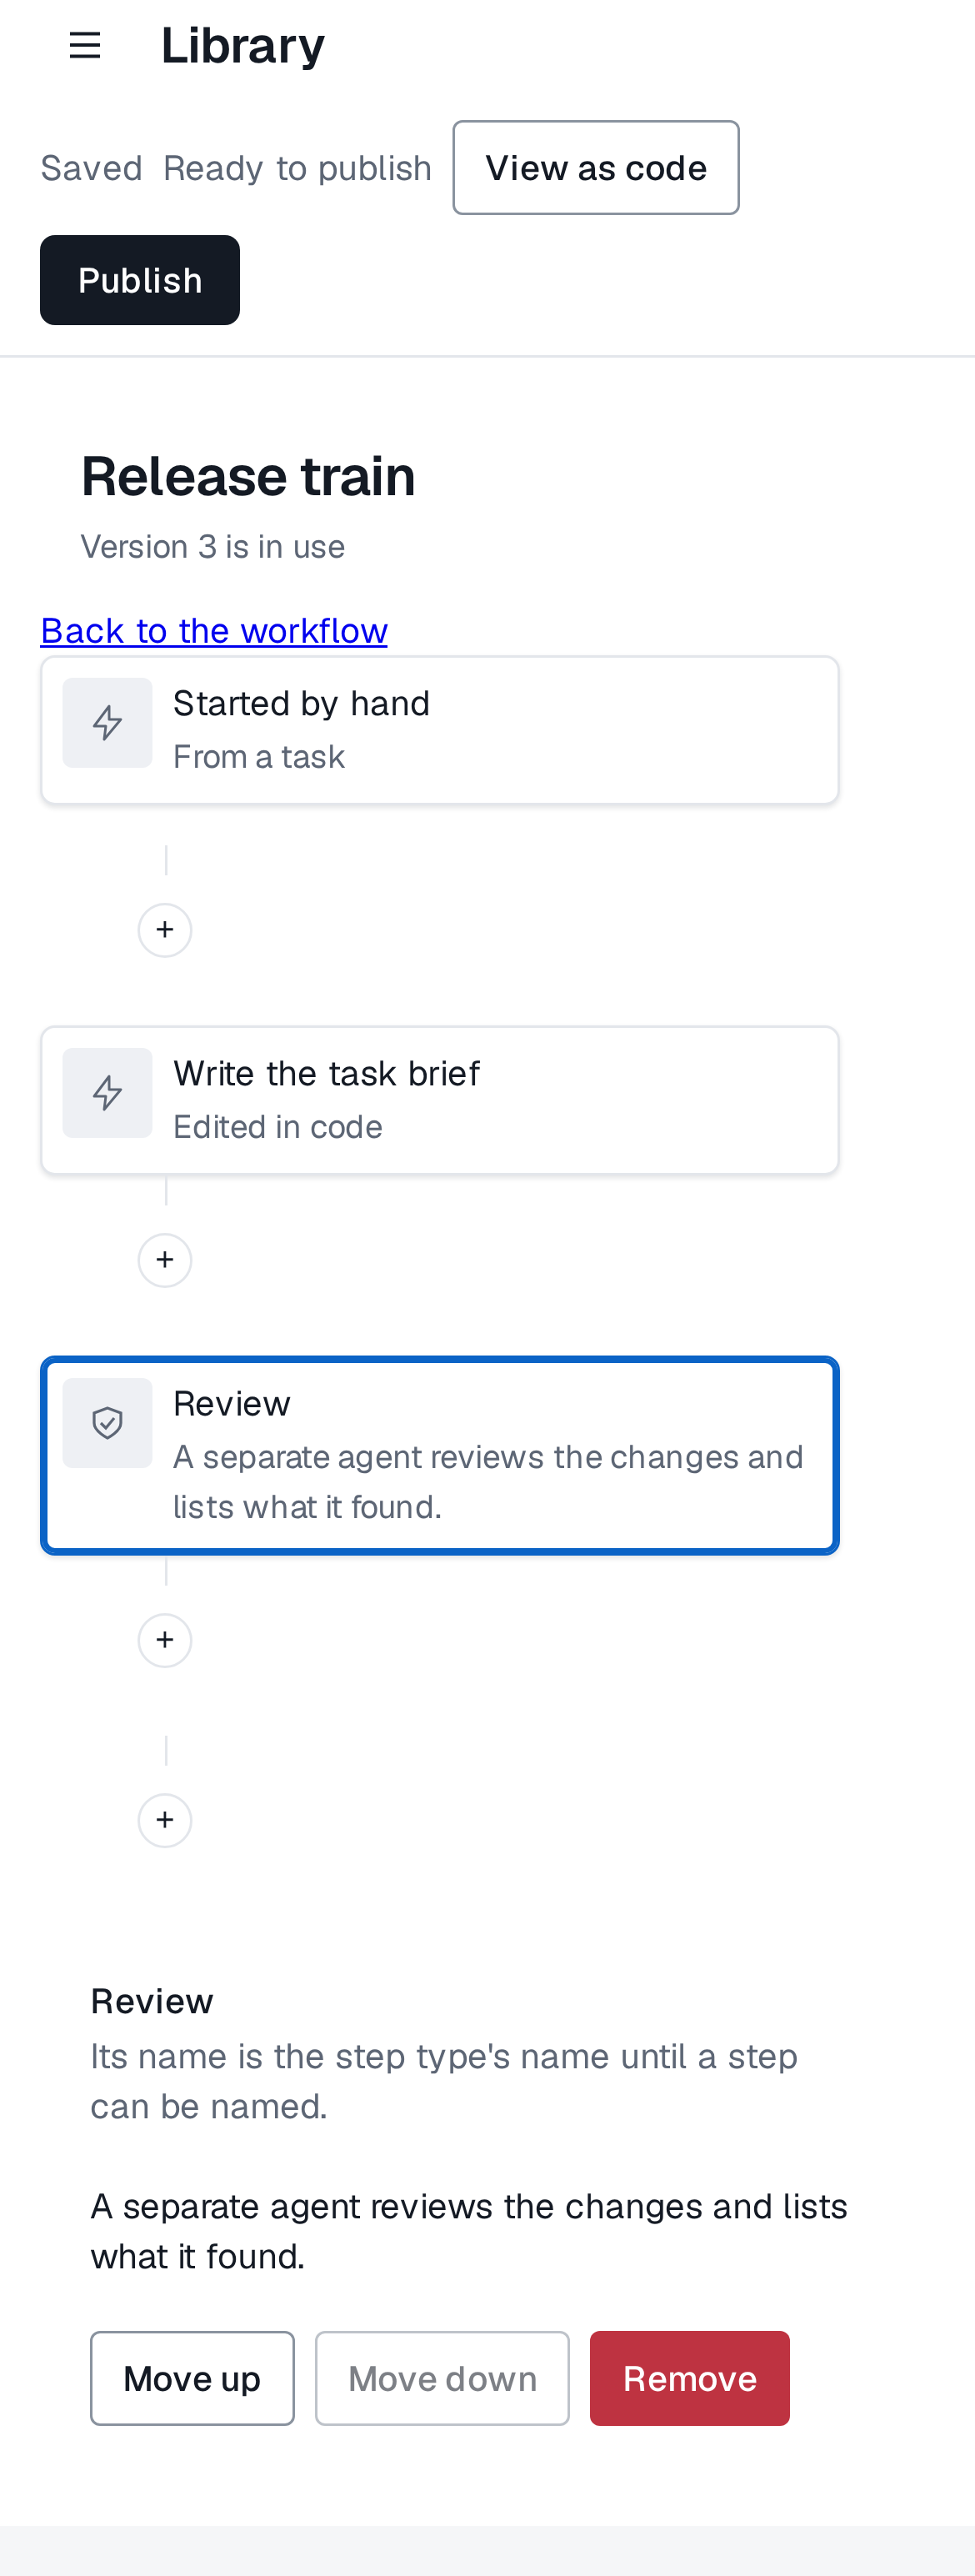 Library
Saved Ready to publish View as code
Publish
Release train
Version 3 is in use
Back to the workflow
Started by hand
From a task
+
Write the task brief
Edited in code
+
Review
A separate agent reviews the changes and
lists what it found.
+
+
Review
Its name is the step type's name until a step
can be named.
A separate agent reviews the changes and lists
what it found.
Move up Move down Remove